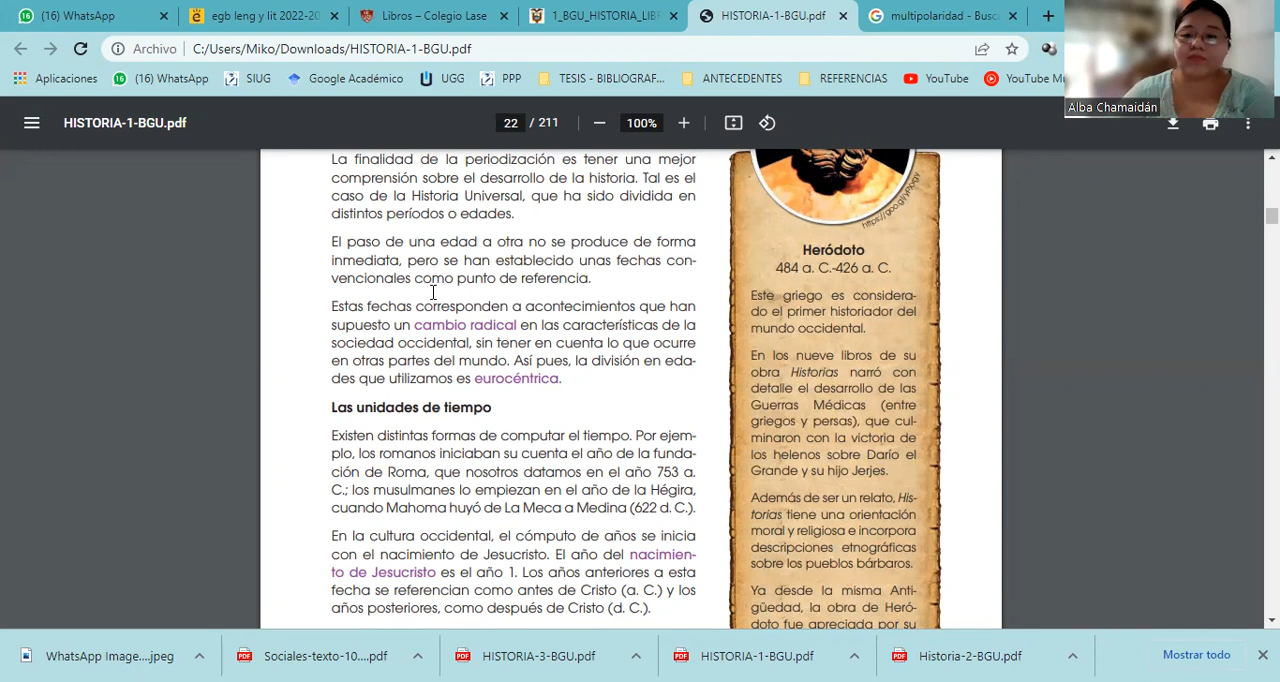 (16) WhatsApp
egb leng y lit 2022-20
Libros – Colegio Lase
1_BGU_HISTORIA_LIBF
HISTORIA-1-BGU.pdf
multipolaridad - Busc
Archivo
C:/Users/Miko/Downloads/HISTORIA-1-BGU.pdf
Aplicaciones
(16) WhatsApp
SIUG
Google Académico
UGG
PPP
TESIS - BIBLIOGRAF...
ANTECEDENTES
REFERENCIAS
YouTube
YouTube Mu
Alba Chamaidán
HISTORIA-1-BGU.pdf
22 / 211
100%
La finalidad de la periodización es tener una mejor
comprensión sobre el desarrollo de la historia. Tal es el
caso de la Historia Universal, que ha sido dividida en
distintos períodos o edades.
El paso de una edad a otra no se produce de forma
inmediata, pero se han establecido unas fechas con-
vencionales como punto de referencia.
Estas fechas corresponden a acontecimientos que han
supuesto un cambio radical en las características de la
sociedad occidental, sin tener en cuenta lo que ocurre
en otras partes del mundo. Así pues, la división en eda-
des que utilizamos es eurocéntrica.
Las unidades de tiempo
Existen distintas formas de computar el tiempo. Por ejem-
plo, los romanos iniciaban su cuenta el año de la funda-
ción de Roma, que nosotros datamos en el año 753 a.
C.; los musulmanes lo empiezan en el año de la Hégira,
cuando Mahoma huyó de La Meca a Medina (622 d. C.).
En la cultura occidental, el cómputo de años se inicia
con el nacimiento de Jesucristo. El año del nacimien-
to de Jesucristo es el año 1. Los años anteriores a esta
fecha se referencian como antes de Cristo (a. C.) y los
años posteriores, como después de Cristo (d. C.).
Heródoto
484 a. C.-426 a. C.
Este griego es considera-
do el primer historiador del
mundo occidental.
En los nueve libros de su
obra Historias narró con
detalle el desarrollo de las
Guerras Médicas (entre
griegos y persas), que cul-
minaron con la victoria de
los helenos sobre Darío el
Grande y su hijo Jerjes.
Además de ser un relato, His-
torias tiene una orientación
moral y religiosa e incorpora
descripciones etnográficas
sobre los pueblos bárbaros.
Ya desde la misma Anti-
güedad, la obra de Heró-
doto fue apreciada por su
WhatsApp Image....jpeg
Sociales-texto-10....pdf
HISTORIA-3-BGU.pdf
HISTORIA-1-BGU.pdf
Historia-2-BGU.pdf
Mostrar todo